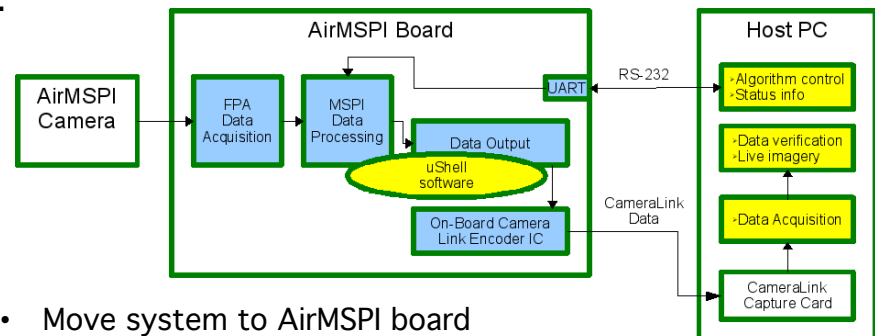 AirMSPI Board
Host PC
AirMSPI
Camera
FPA
Data
Acquisition
MSPI
Data
Processing
UART
RS-232
Data Output
uShell
software
On-Board Camera
Link Encoder IC
CameraLink
Data
➢Algorithm control
➢Status info
➢Data verification
➢Live imagery
➢Data Acquisition
CameraLink
Capture Card
• Move system to AirMSPI board